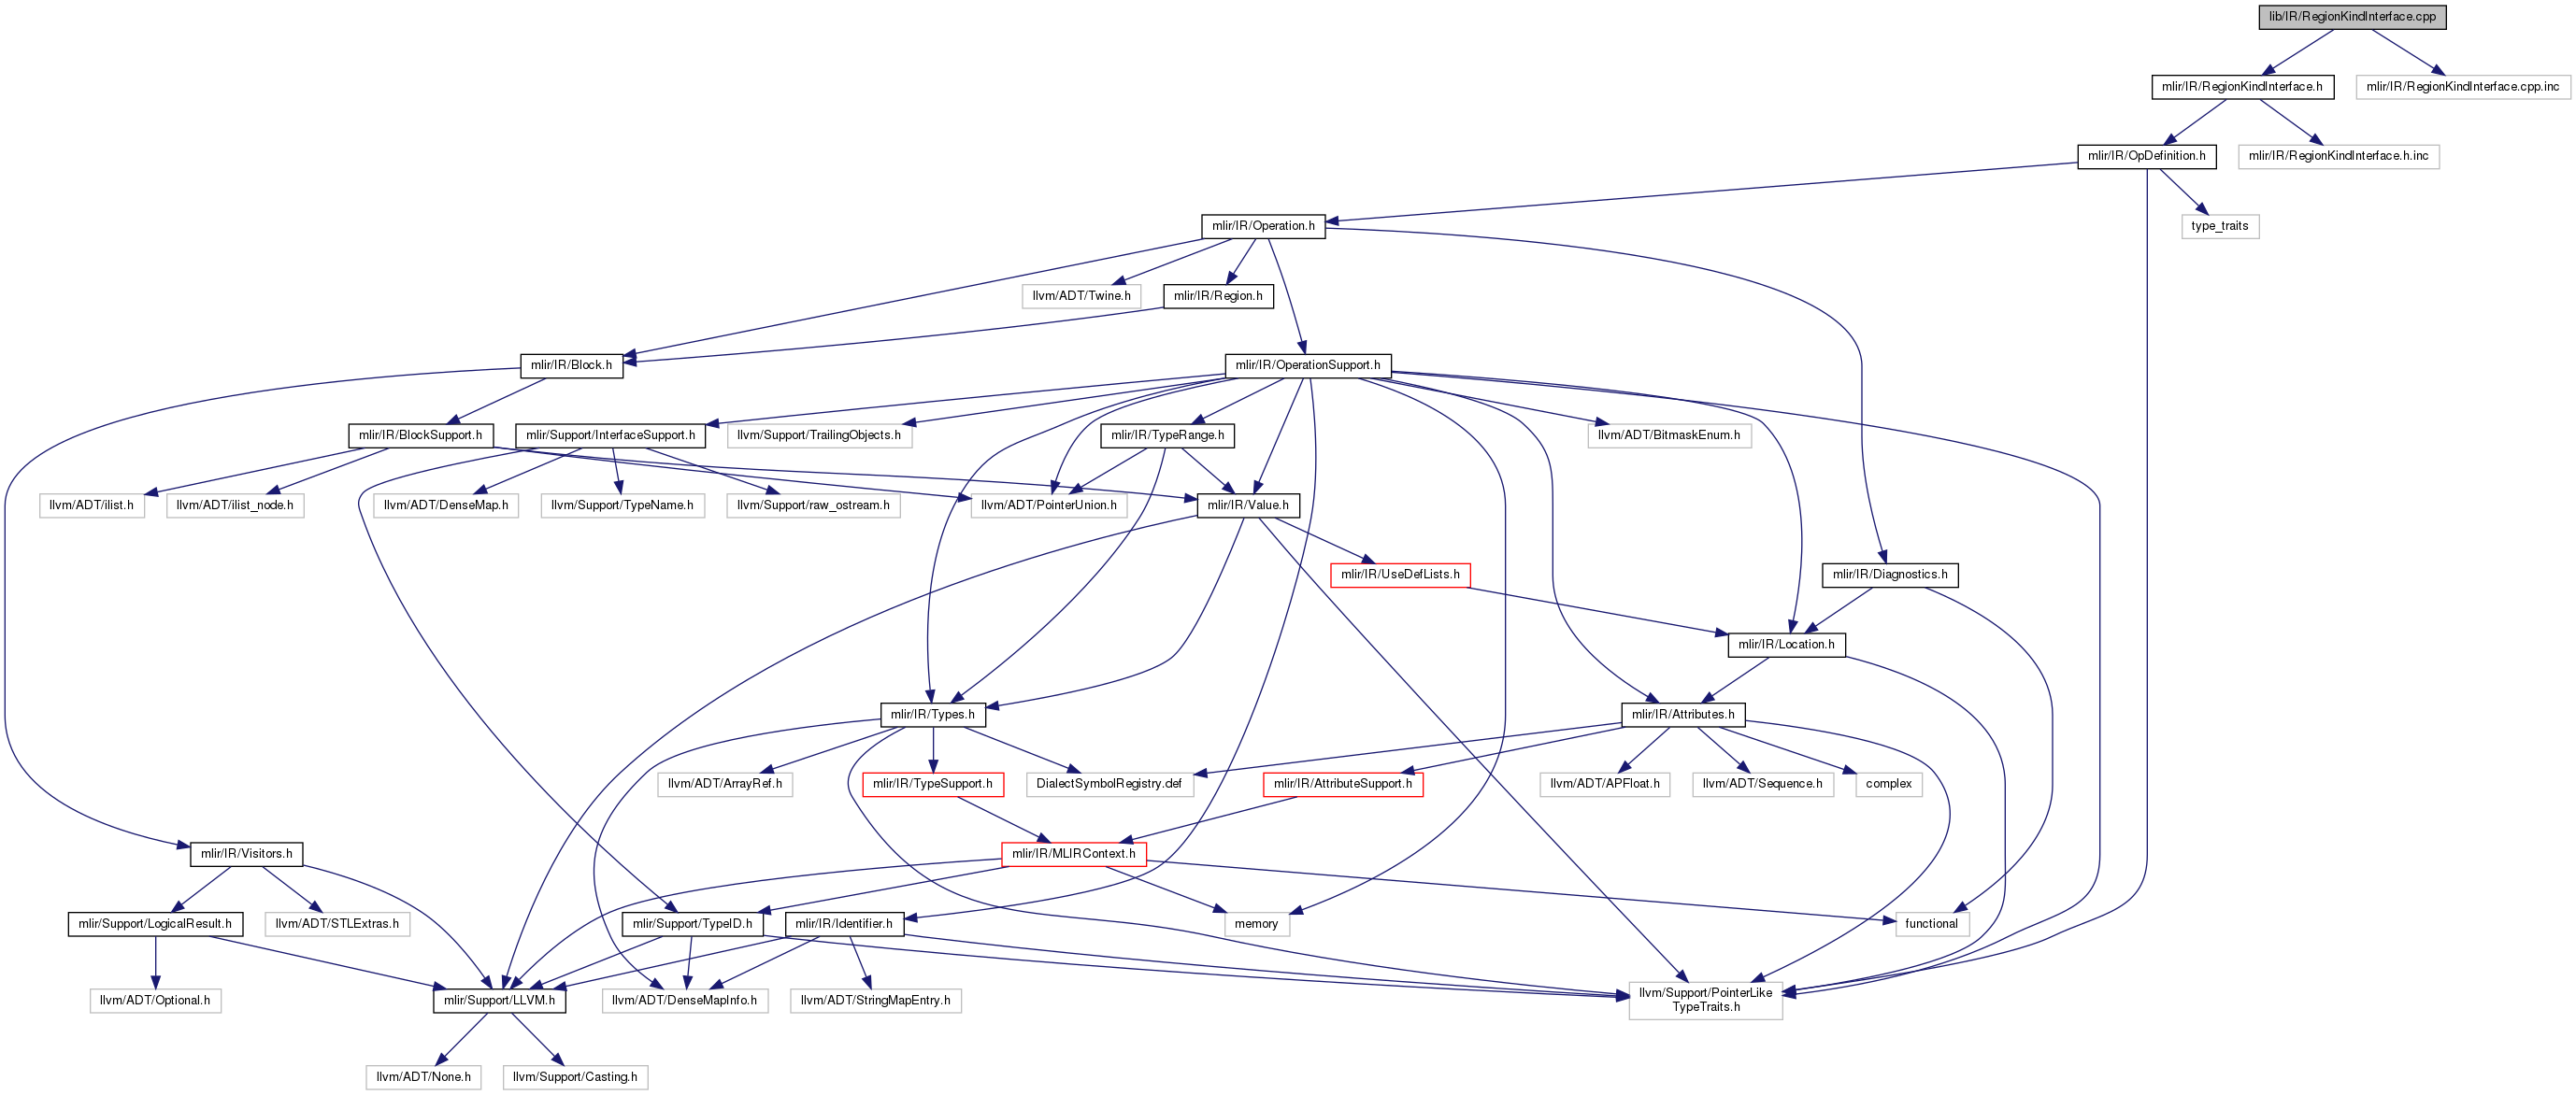 lib/IR/RegionKindInterface.cpp
mlir/IR/RegionKindInterface.h
mlir/IR/RegionKindInterface.cpp.inc
mlir/IR/OpDefinition.h
mlir/IR/RegionKindInterface.h.inc
mlir/IR/Operation.h
type_traits
llvm/ADT/Twine.h
mlir/IR/Region.h
mlir/IR/Block.h
mlir/IR/OperationSupport.h
mlir/IR/BlockSupport.h
mlir/Support/InterfaceSupport.h
llvm/Support/TrailingObjects.h
mlir/IR/TypeRange.h
llvm/ADT/BitmaskEnum.h
llvm/ADT/ilist.h
llvm/ADT/ilist_node.h
llvm/ADT/DenseMap.h
llvm/Support/TypeName.h
llvm/Support/raw_ostream.h
llvm/ADT/PointerUnion.h
mlir/IR/Value.h
mlir/IR/UseDefLists.h
mlir/IR/Diagnostics.h
mlir/IR/Location.h
mlir/IR/Types.h
mlir/IR/Attributes.h
llvm/ADT/ArrayRef.h
mlir/IR/TypeSupport.h
DialectSymbolRegistry.def
mlir/IR/AttributeSupport.h
llvm/ADT/APFloat.h
llvm/ADT/Sequence.h
complex
mlir/IR/Visitors.h
mlir/IR/MLIRContext.h
mlir/Support/LogicalResult.h
llvm/ADT/STLExtras.h
mlir/Support/TypeID.h
mlir/IR/Identifier.h
memory
functional
llvm/ADT/Optional.h
mlir/Support/LLVM.h
llvm/ADT/DenseMapInfo.h
llvm/ADT/StringMapEntry.h
llvm/Support/PointerLike
TypeTraits.h
llvm/ADT/None.h
llvm/Support/Casting.h